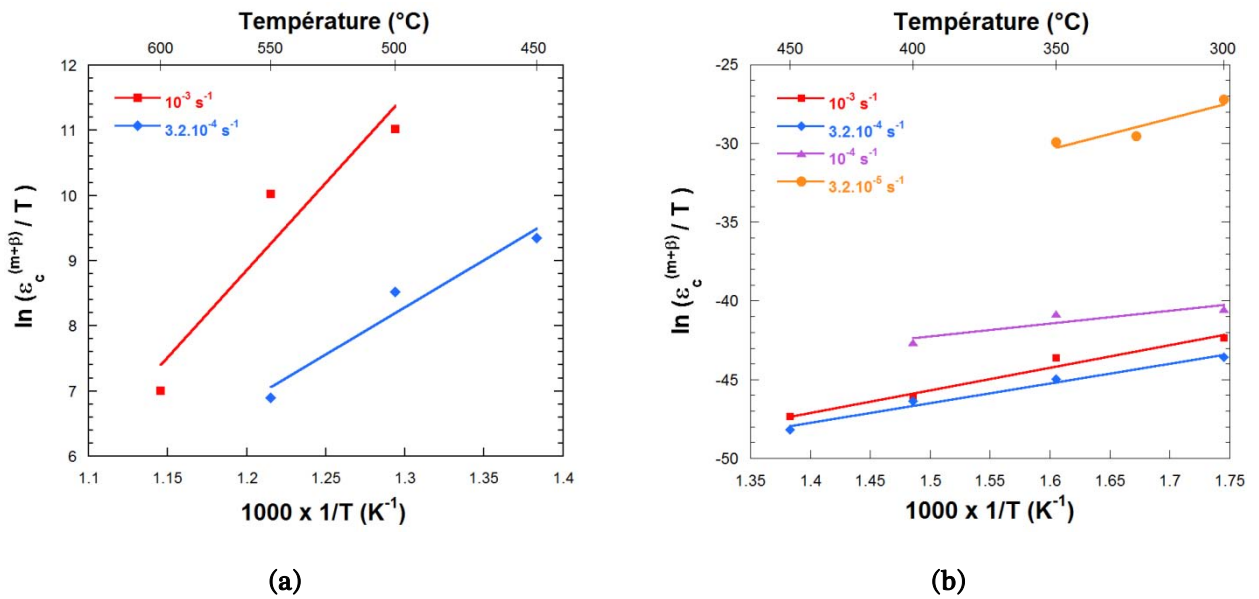 Température (°C)
600 550 500 450
12
11
10
9
8
7
6
ln (ε_c^(m+β) / T )
10^-3 s^-1
3.2.10^-4 s^-1
1.1 1.15 1.2 1.25 1.3 1.35 1.4
1000 x 1/T (K^-1)
(a)
Température (°C)
450 400 350 300
-25
-30
-35
-40
-45
-50
ln (ε_c^(m+β) / T )
10^-3 s^-1
3.2.10^-4 s^-1
10^-4 s^-1
3.2.10^-5 s^-1
1.35 1.4 1.45 1.5 1.55 1.6 1.65 1.7 1.75
1000 x 1/T (K^-1)
(b)